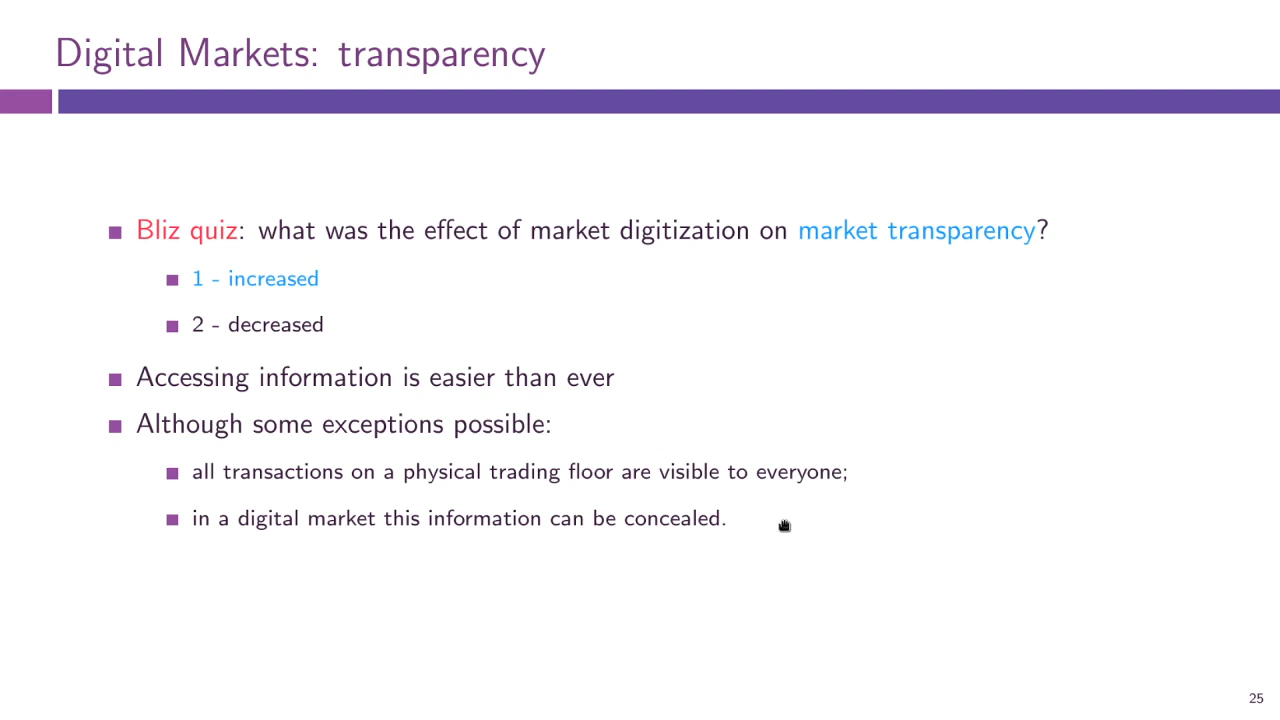 Digital Markets: transparency
Bliz quiz: what was the effect of market digitization on market transparency?
1 - increased
2 - decreased
Accessing information is easier than ever
Although some exceptions possible:
all transactions on a physical trading floor are visible to everyone;
in a digital market this information can be concealed.
25